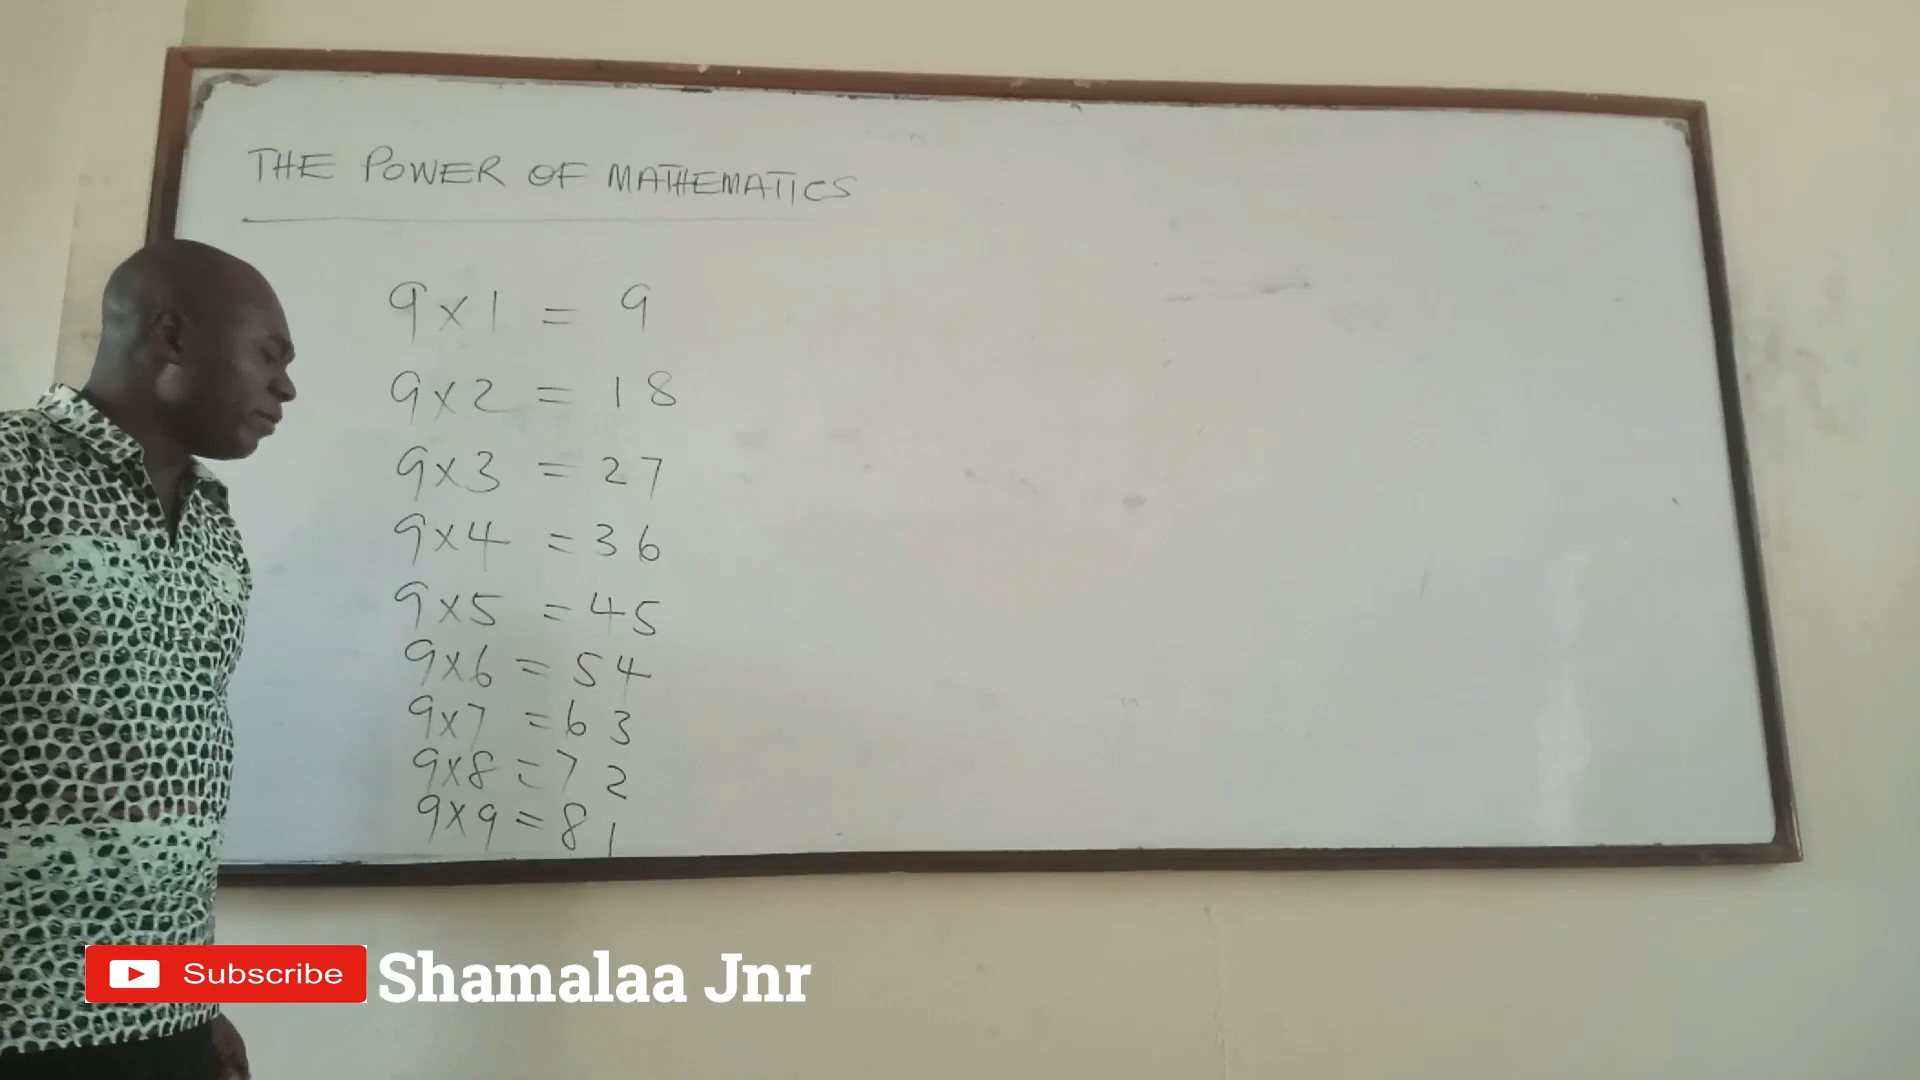 THE POWER OF MATHEMATICS
9x1 = 9
9x2 = 18
9x3 = 27
9x4 = 36
9x5 = 45
9x6 = 54
9x7 = 63
9x8 = 72
9x9 = 81
Subscribe Shamalaa Jnr